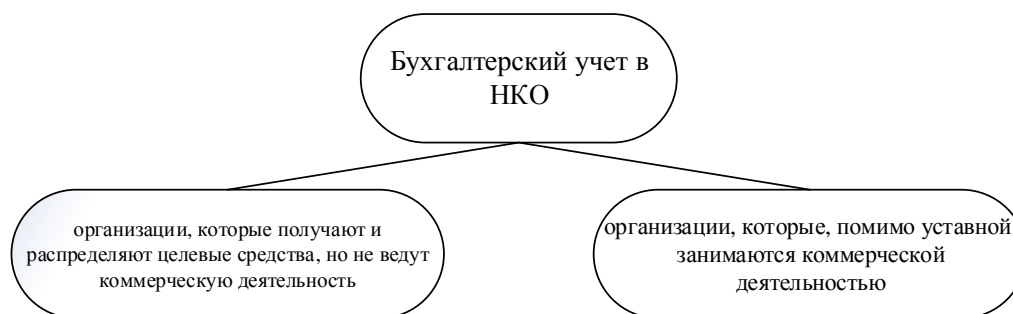 Бухгалтерский учет в
НКО
организации, которые получают и
распределяют целевые средства, но не ведут
коммерческую деятельность
организации, которые, помимо уставной
занимаются коммерческой
деятельностью